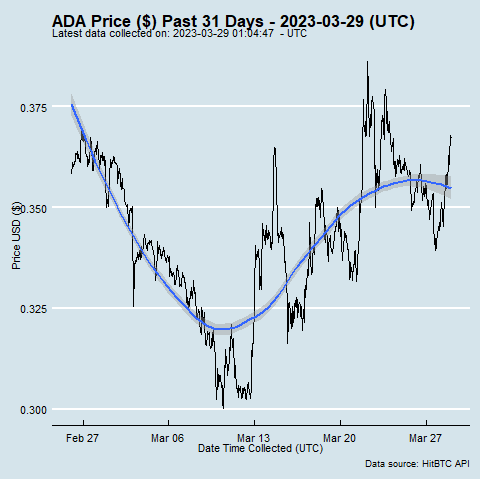 ADA Price ($) Past 31 Days - 2023-03-29 (UTC)
Latest data collected on: 2023-03-29 01:04:47 - UTC
Price USD ($)
0.375
0.350
0.325
0.300
Feb 27 Mar 06 Mar 13 Mar 20 Mar 27
Date Time Collected (UTC)
Data source: HitBTC API